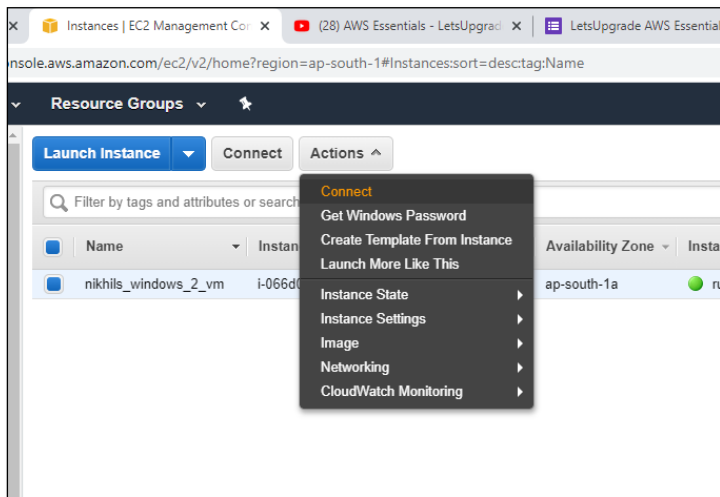 Instances | EC2 Management Con
(28) AWS Essentials - LetsUpgrad
LetsUpgrade AWS Essential
nsole.aws.amazon.com/ec2/v2/home?region=ap-south-1#Instances:sort=desc:tag:Name
Resource Groups
Launch Instance
Connect
Actions
Filter by tags and attributes or search
Connect
Get Windows Password
Create Template From Instance
Launch More Like This
Instance State
Instance Settings
Image
Networking
CloudWatch Monitoring
Name
Instan
Availability Zone
Insta
nikhils_windows_2_vm
i-066d
ap-south-1a
ru